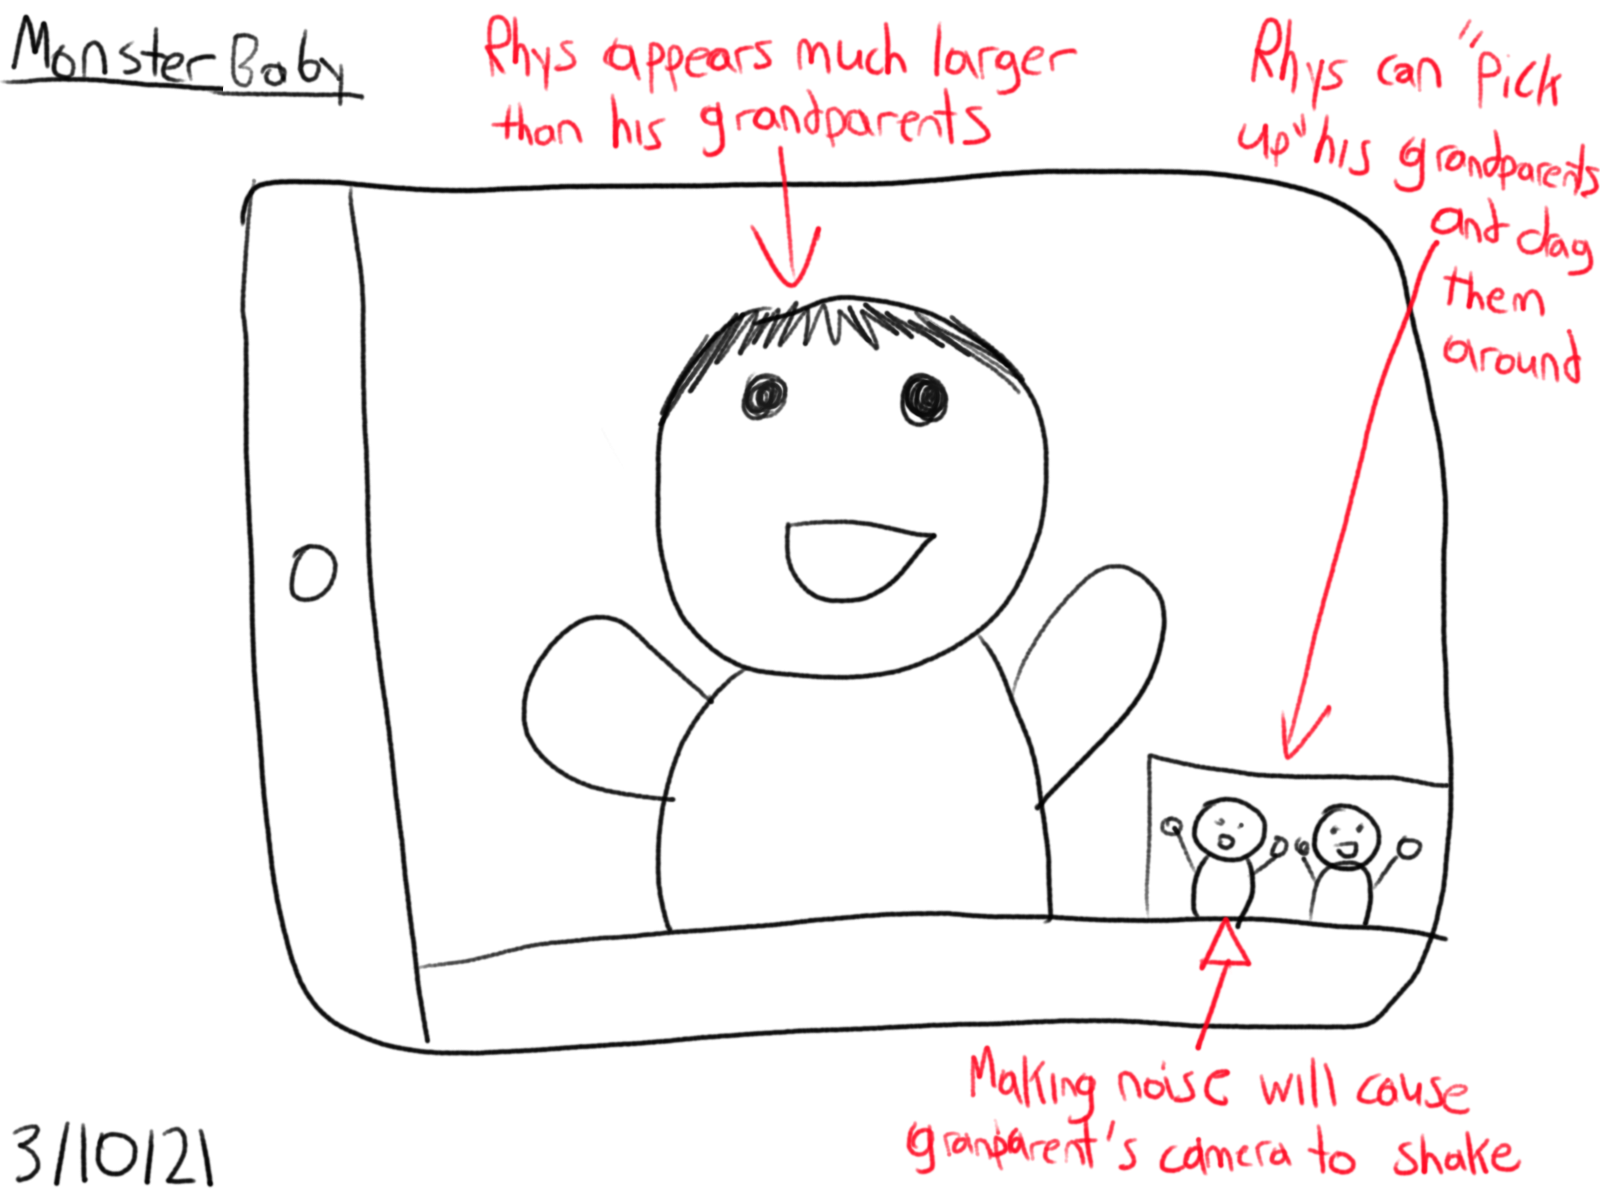 Monster Baby
Rhys appears much larger
than his grandparents
Rhys can "Pick
up" his grandparents
and drag
them
around
Making noise will cause
granparent's camera to shake
3/10/21